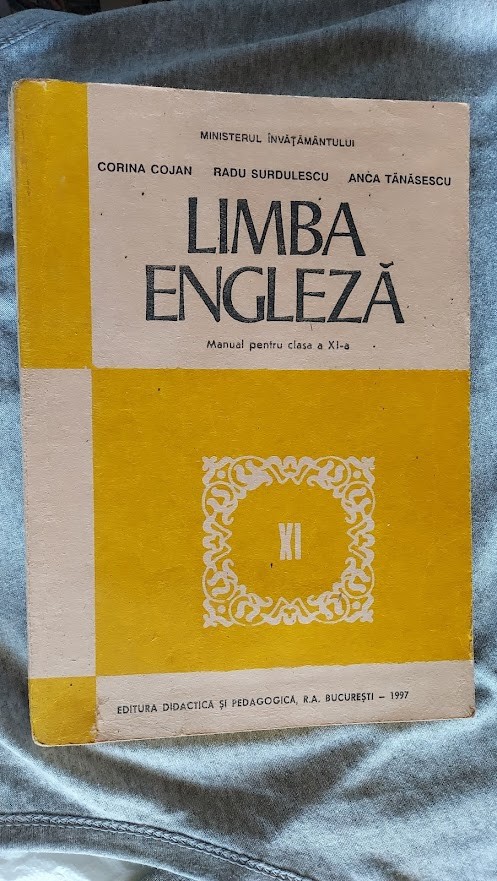 MINISTERUL ÎNVĂȚĂMÂNTULUI
CORINA COJAN RADU SURDULESCU ANCA TĂNĂSESCU
LIMBA
ENGLEZĂ
Manual pentru clasa a XI-a
XI
EDITURA DIDACTICĂ ȘI PEDAGOGICĂ, R.A. BUCUREȘTI – 1997